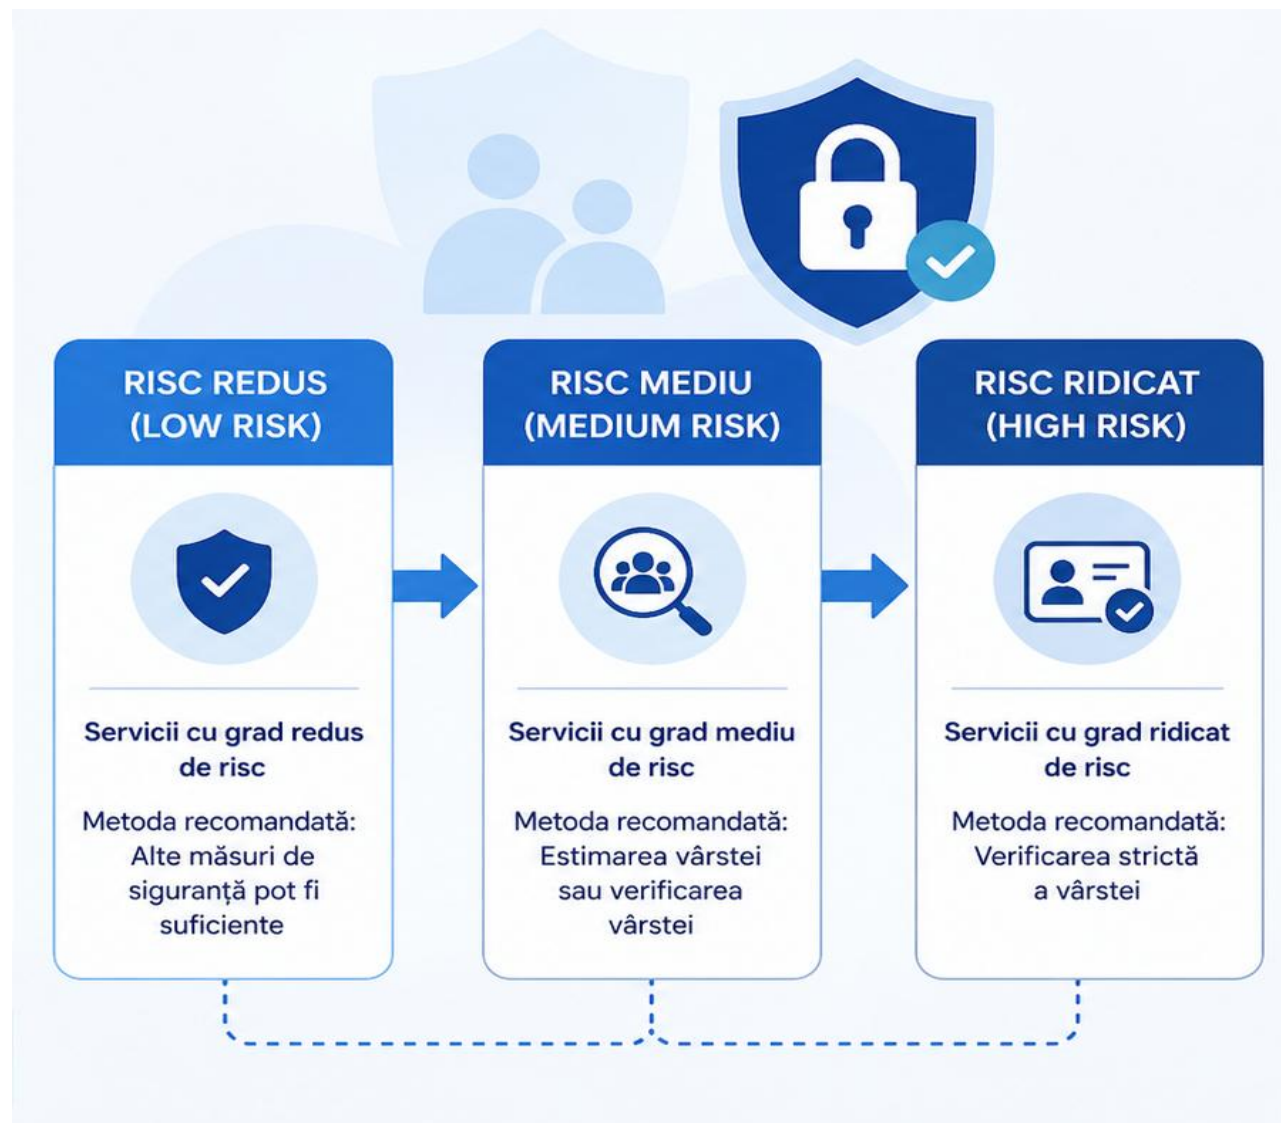 RISC REDUS
(LOW RISK)
Servicii cu grad redus
de risc
Metoda recomandată:
Alte măsuri de
siguranță pot fi
suficiente
RISC MEDIU
(MEDIUM RISK)
Servicii cu grad mediu
de risc
Metoda recomandată:
Estimarea vârstei
sau verificarea
vârstei
RISC RIDICAT
(HIGH RISK)
Servicii cu grad ridicat
de risc
Metoda recomandată:
Verificarea strictă
a vârstei